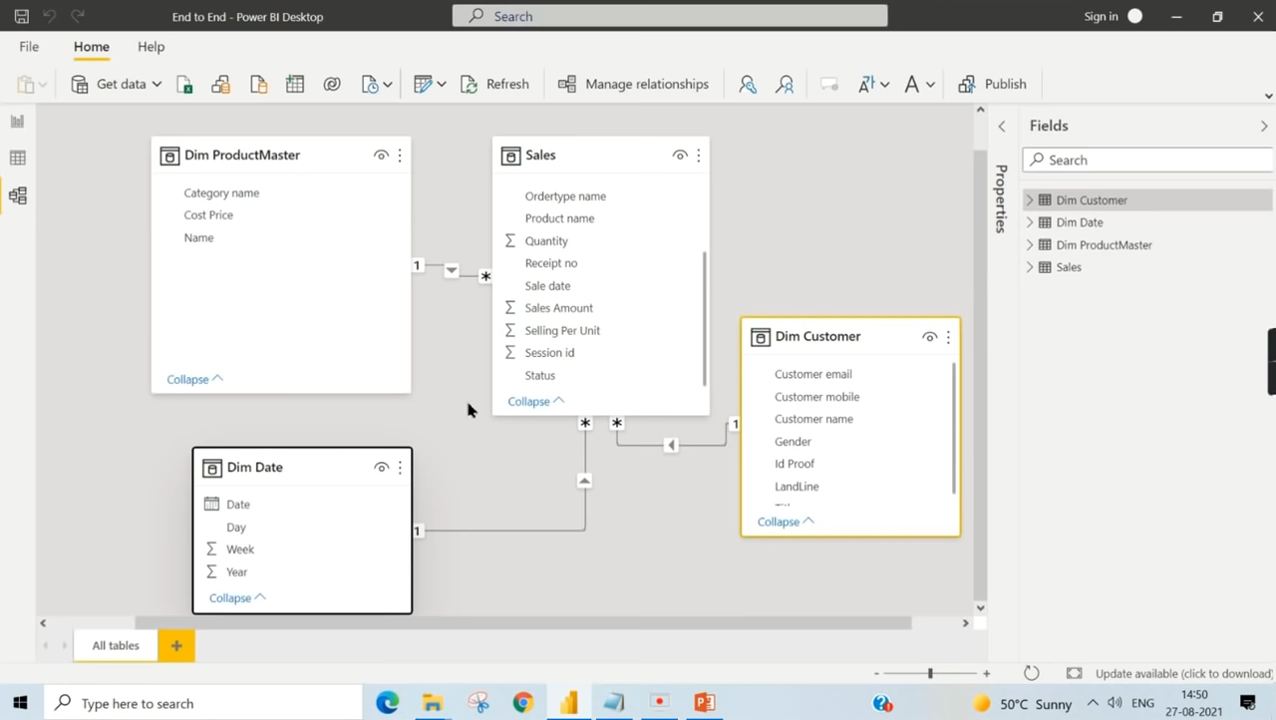 End to End - Power BI Desktop
Search
Sign in
File
Home
Help
Get data
Refresh
Manage relationships
Publish
Dim ProductMaster
Category name
Cost Price
Name
Collapse
1
*
Sales
Ordertype name
Product name
Quantity
Receipt no
Sale date
Sales Amount
Selling Per Unit
Session id
Status
Collapse
*
*
1
Dim Customer
Customer email
Customer mobile
Customer name
Gender
Id Proof
LandLine
Collapse
Dim Date
Date
Day
Week
Year
Collapse
1
Properties
Fields
Search
Dim Customer
Dim Date
Dim ProductMaster
Sales
All tables
Update available (click to download)
Type here to search
50°C Sunny
ENG
14:50
27-08-2021